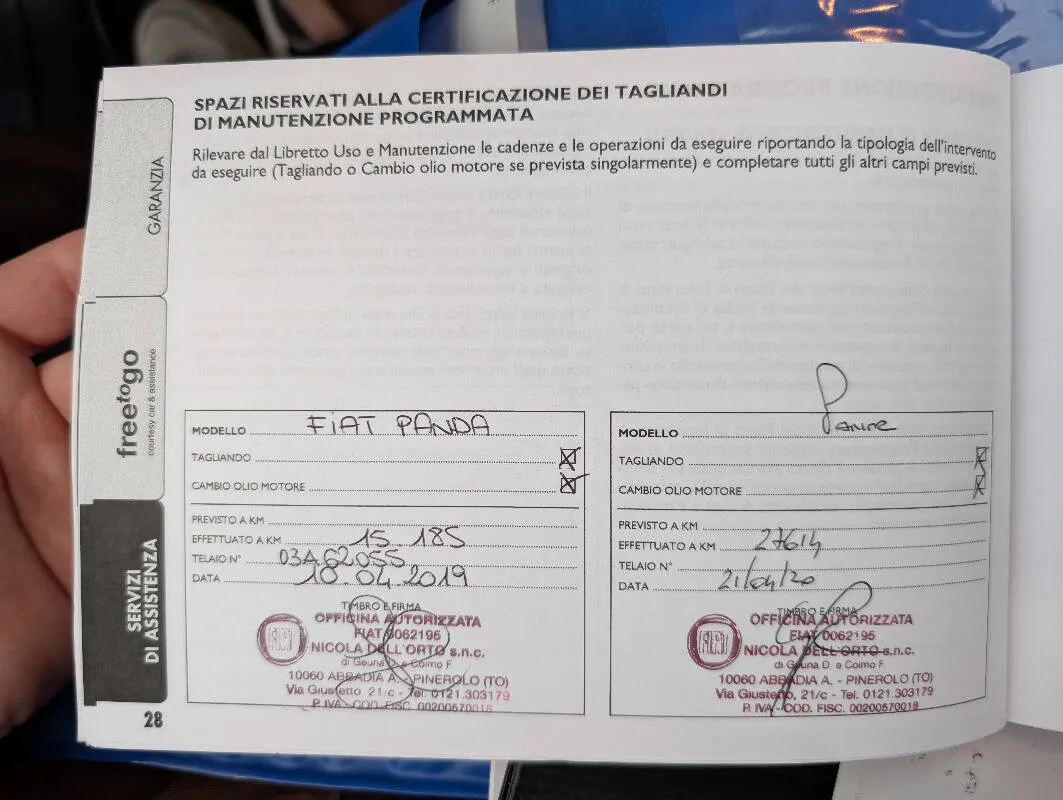 SPAZI RISERVATI ALLA CERTIFICAZIONE DEI TAGLIANDI
DI MANUTENZIONE PROGRAMMATA
Rilevare dal Libretto Uso e Manutenzione le cadenze e le operazioni da eseguire riportando la tipologia dell'intervento
da eseguire (Tagliando o Cambio olio motore se prevista singolarmente) e completare tutti gli altri campi previsti.
GARANZIA
freetogo
courtesy car & assistance
SERVIZI
DI ASSISTENZA
28
MODELLO FIAT PANDA
TAGLIANDO
CAMBIO OLIO MOTORE
PREVISTO A KM
EFFETTUATO A KM 15.185
TELAIO N° 03A62055
DATA 10.04.2019
TIMBRO E FIRMA
OFFICINA AUTORIZZATA
FIAT 0062195
FIAT
NICOLA DELL'ORTO s.n.c.
di Geuna D. e Coimo F.
10060 ABBADIA A. - PINEROLO (TO)
Via Giustetto, 21/c - Tel. 0121.303179
P. IVA - COD. FISC. 00200570018
MODELLO
TAGLIANDO
CAMBIO OLIO MOTORE
PREVISTO A KM
EFFETTUATO A KM 27614
TELAIO N°
DATA 21/04/20
TIMBRO E FIRMA
OFFICINA AUTORIZZATA
FIAT 0062195
FIAT
NICOLA DELL'ORTO s.n.c.
di Geuna D. e Coimo F.
10060 ABBADIA A. - PINEROLO (TO)
Via Giustetto, 21/c - Tel. 0121.303179
P. IVA - COD. FISC. 00200570018